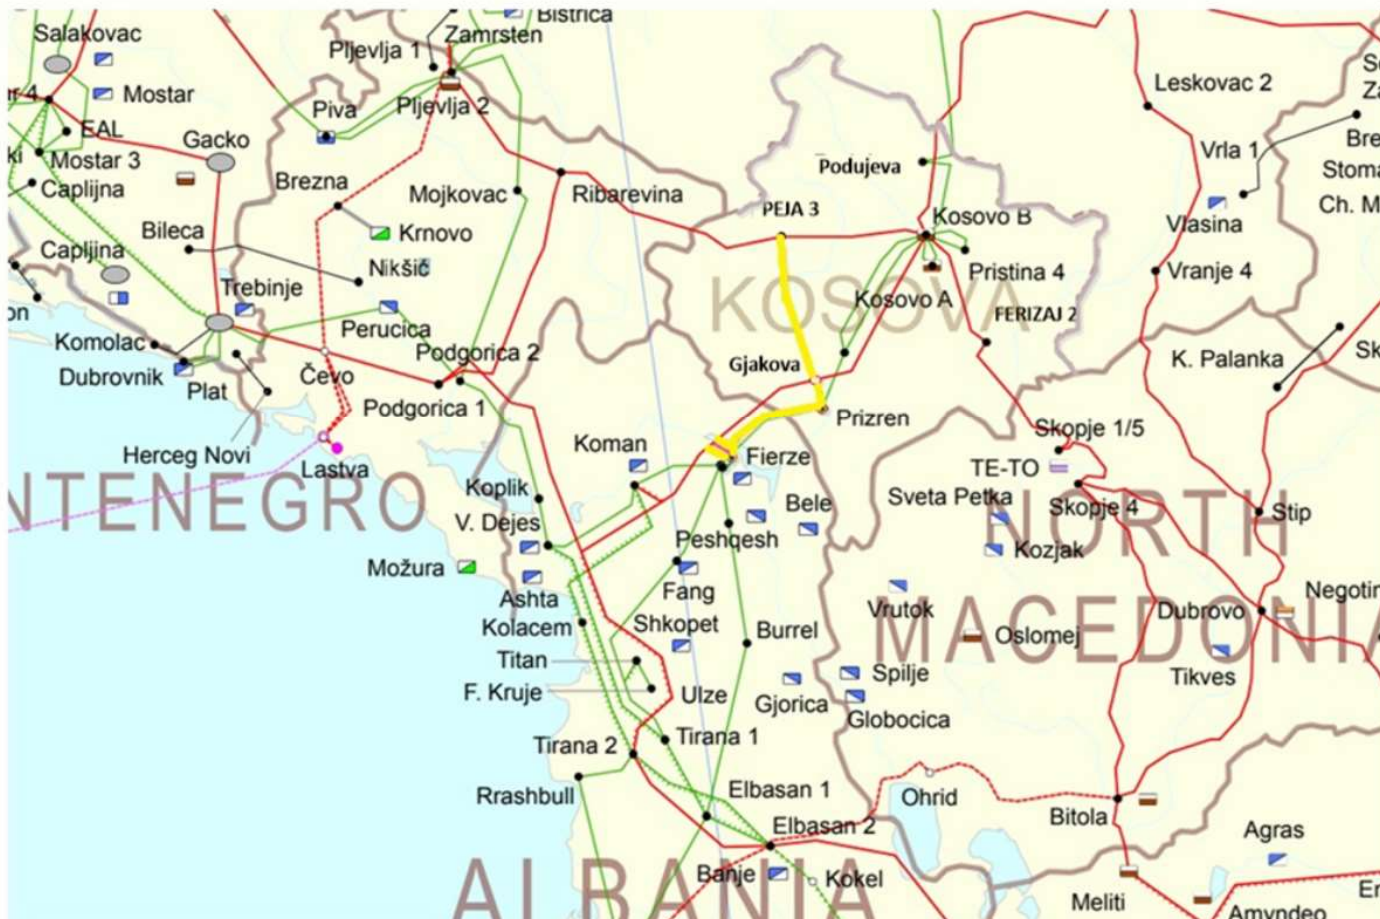 Bistrica
Salakovac
Zamrsten
Pljevlja 1
Mostar
Piva
Pljevlja 2
Leskovac 2
EAL
Gacko
Mostar 3
Caplijna
Brezna
Mojkovac
Ribarevina
Podujeva
Vrla 1
PEJA 3
Kosovo B
Vlasina
Bileca
Krnovo
Caplijna
Nikšič
Pristina 4
Vranje 4
Trebinje
KOSOVA
Kosovo A
FERIZAJ 2
Perucica
Komolac
Podgorica 2
K. Palanka
Dubrovnik
Plat
Čevo
Gjakova
Podgorica 1
Prizren
Herceg Novi
Koman
Skopje 1/5
Lastva
Fierze
TE-TO
NTENEGRO
Koplik
Bele
Sveta Petka
Skopje 4
NORTH
Stip
V. Dejes
Peshqesh
Kozjak
Možura
Ashta
Fang
Vrutok
Dubrovo
Kolacem
Shkopet
Burrel
MACEDONIA
Oslomej
Titan
Spilje
Tikves
F. Kruje
Ulze
Gjorica
Globocica
Tirana 2
Tirana 1
Rrashbull
Elbasan 1
Ohrid
Bitola
Elbasan 2
Agras
ALBANIA
Banje
Kokel
Meliti
Amyndeo